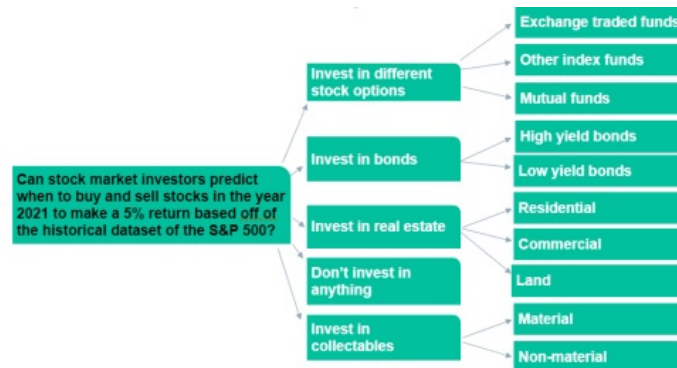 Can stock market investors predict
when to buy and sell stocks in the year
2021 to make a 5% return based off of
the historical dataset of the S&P 500?
Invest in different
stock options
Exchange traded funds
Other index funds
Mutual funds
Invest in bonds
High yield bonds
Low yield bonds
Invest in real estate
Residential
Commercial
Land
Don't invest in
anything
Invest in
collectables
Material
Non-material